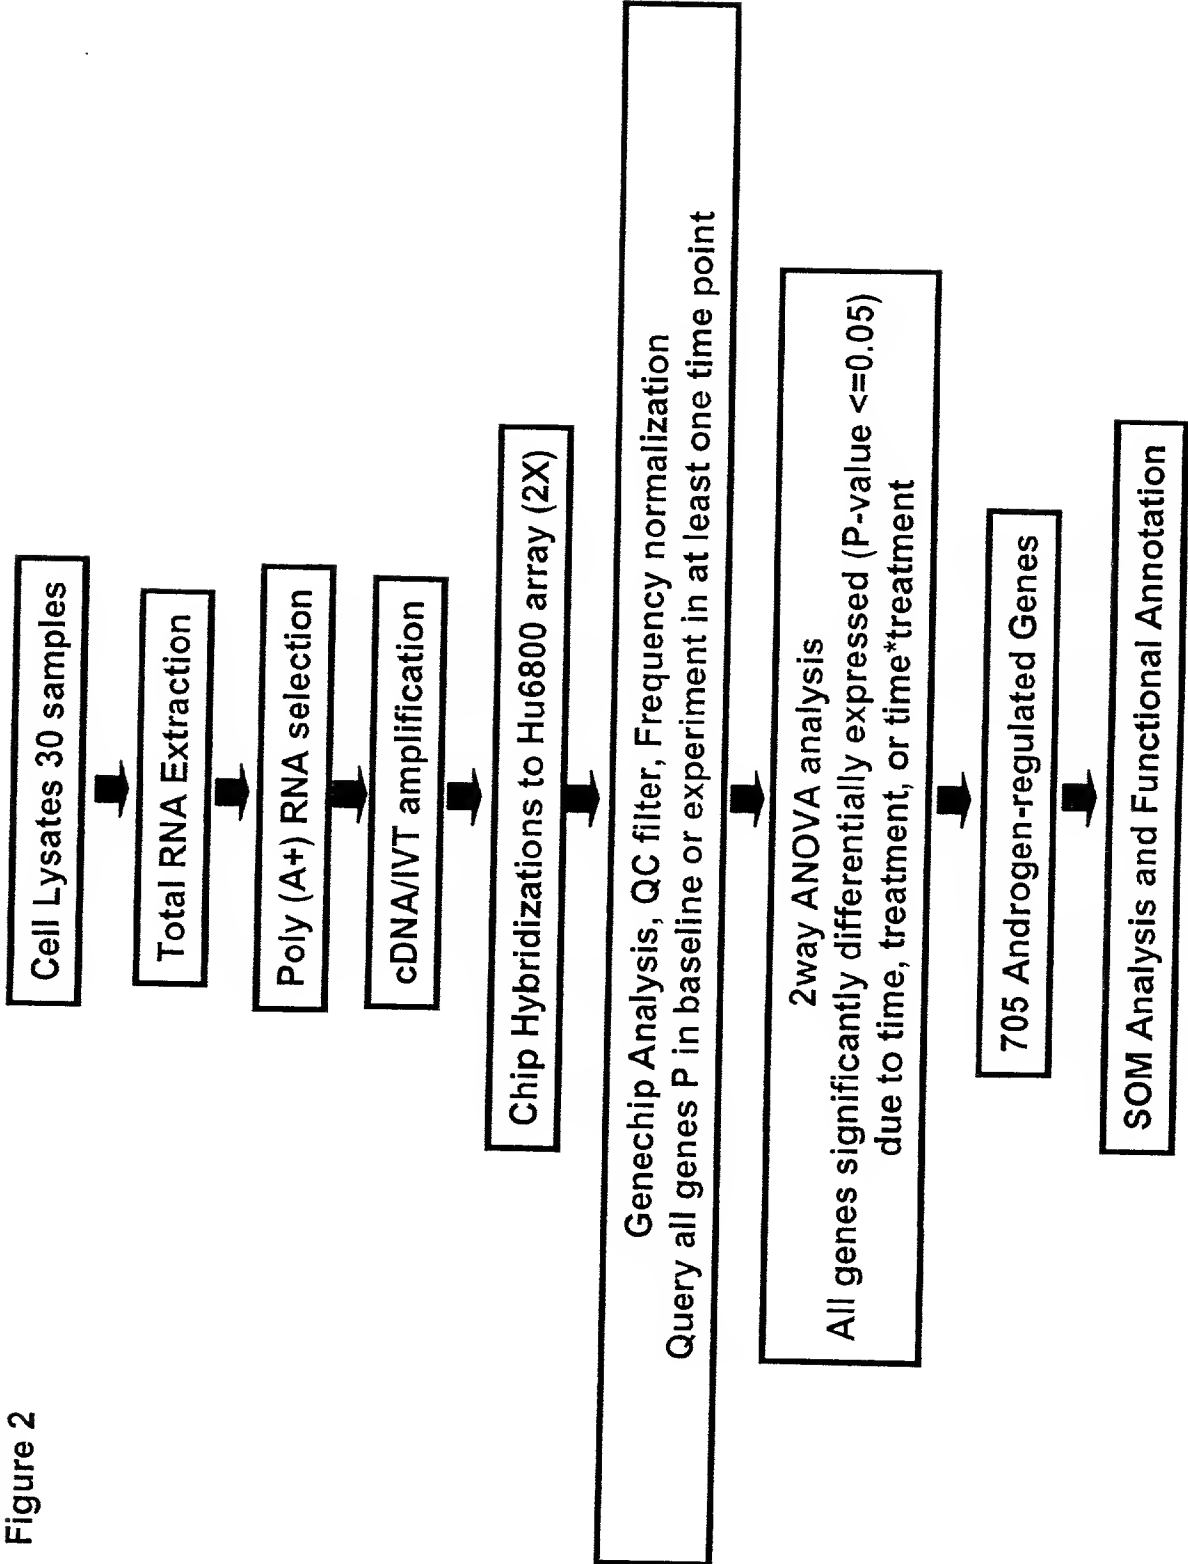 Figure 2
Cell Lysates 30 samples
Total RNA Extraction
Poly (A+) RNA selection
cDNA/IVT amplification
Chip Hybridizations to Hu6800 array (2X)
Genechip Analysis, QC filter, Frequency normalization
Query all genes P in baseline or experiment in at least one time point
2way ANOVA analysis
All genes significantly differentially expressed (P-value <=0.05)
due to time, treatment, or time*treatment
705 Androgen-regulated Genes
SOM Analysis and Functional Annotation